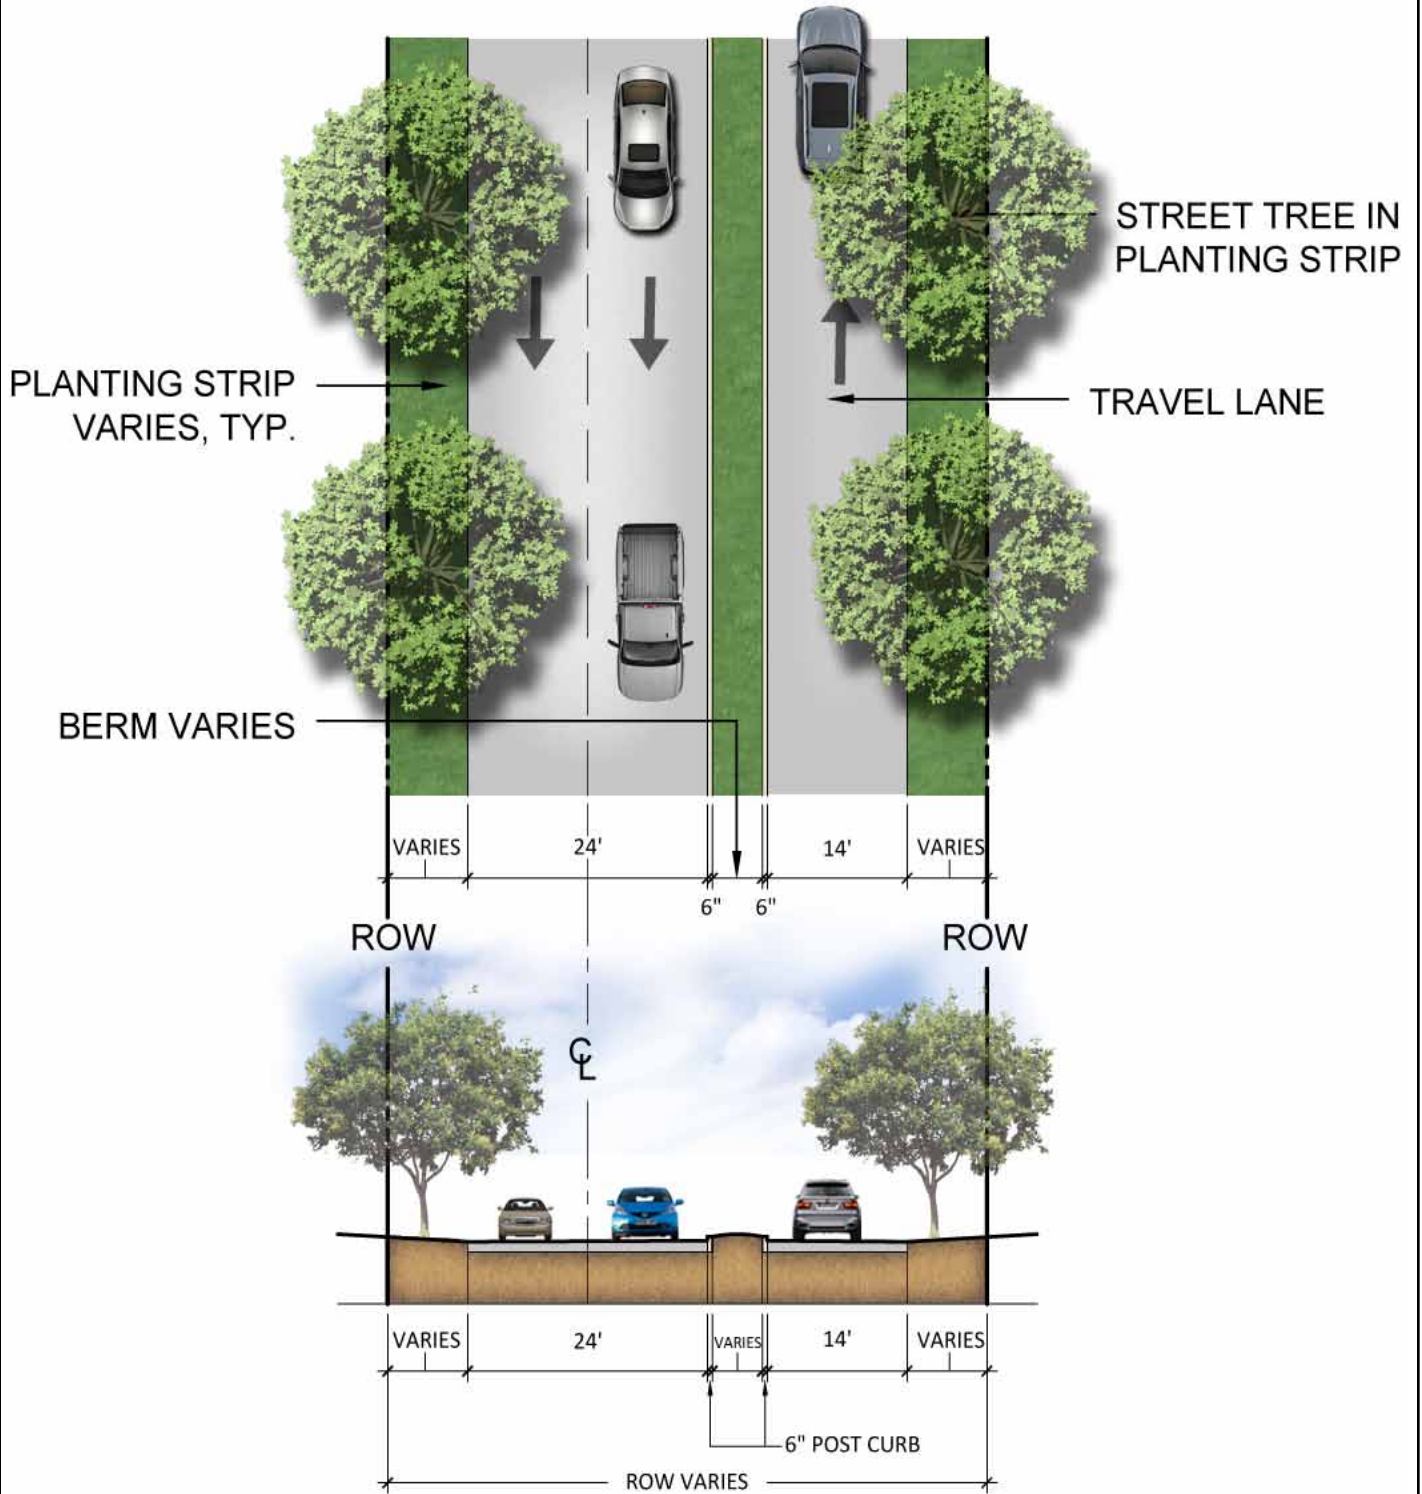 STREET TREE IN
PLANTING STRIP
PLANTING STRIP
VARIES, TYP.
TRAVEL LANE
BERM VARIES
VARIES
24'
14'
VARIES
6"
6"
ROW
ROW
CL
VARIES
24'
VARIES
14'
VARIES
6" POST CURB
ROW VARIES